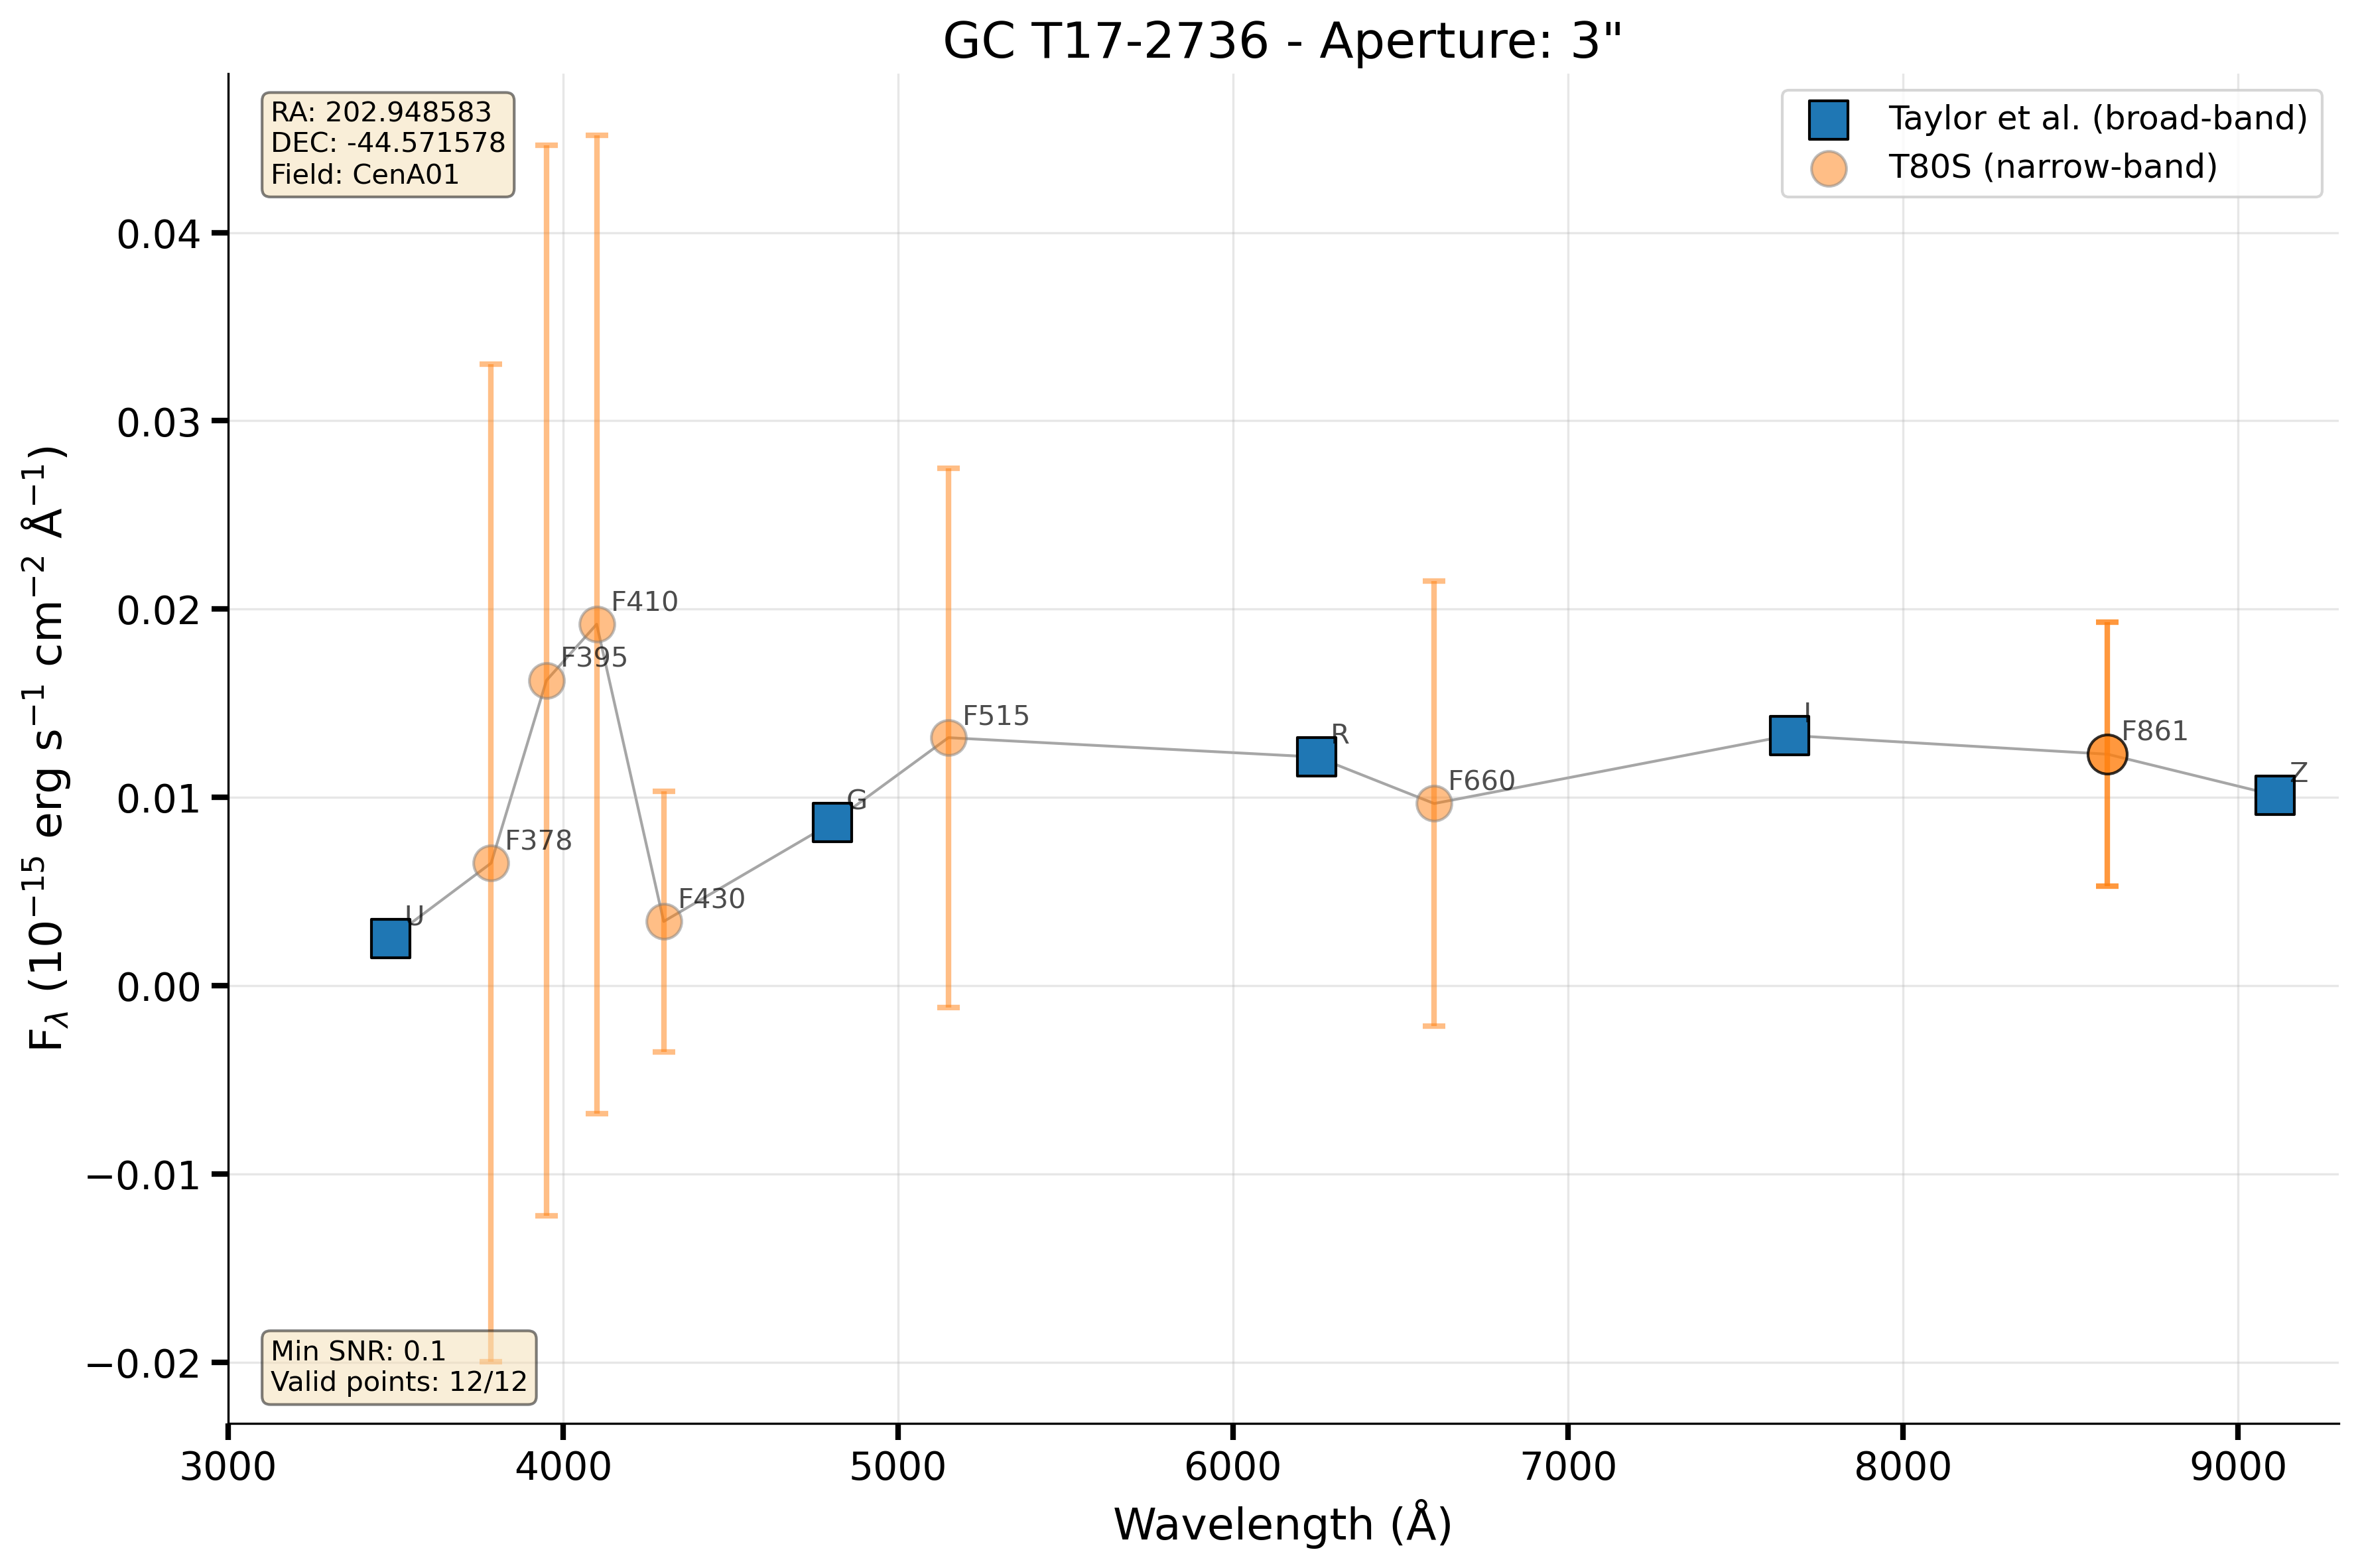 GC T17-2736 - Aperture: 3"
RA: 202.948583
DEC: -44.571578
Field: CenA01
Taylor et al. (broad-band)
T80S (narrow-band)
F_λ (10⁻¹⁵ erg s⁻¹ cm⁻² Å⁻¹)
0.04
0.03
0.02
0.01
0.00
−0.01
−0.02
U
F378
F395
F410
F430
G
F515
R
F660
I
F861
Z
Min SNR: 0.1
Valid points: 12/12
3000 4000 5000 6000 7000 8000 9000
Wavelength (Å)